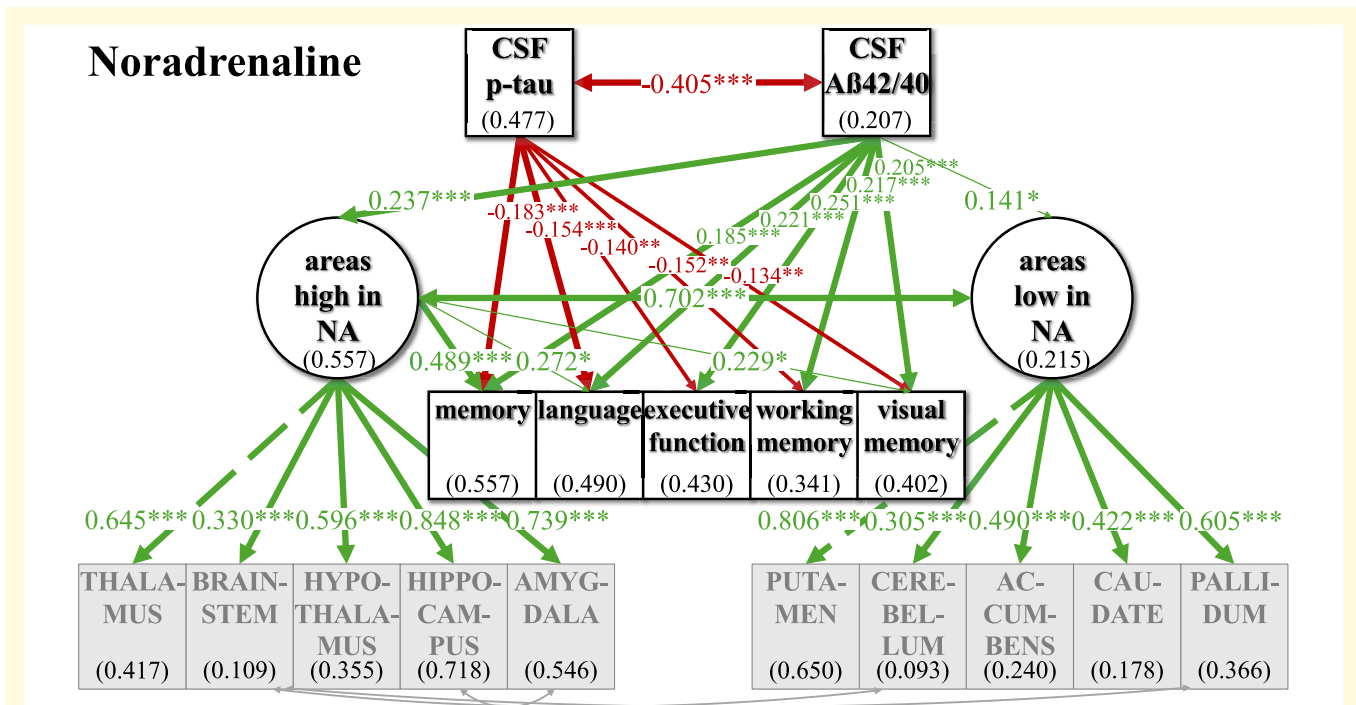 Noradrenaline
CSF
p-tau
(0.477)
-0.405***
CSF
Aß42/40
(0.207)
0.237***
-0.183***
-0.154***
-0.140**
-0.152**
-0.134**
0.185***
0.221***
0.251***
0.217***
0.205***
0.141*
areas
high in
NA
(0.557)
0.702***
areas
low in
NA
(0.215)
0.489***
0.272*
0.229*
memory
(0.557)
language
(0.490)
executive
function
(0.430)
working
memory
(0.341)
visual
memory
(0.402)
0.645***
0.330***
0.596***
0.848***
0.739***
0.806***
0.305***
0.490***
0.422***
0.605***
THALA-
MUS
(0.417)
BRAIN-
STEM
(0.109)
HYPO-
THALA-
MUS
(0.355)
HIPPO-
CAM-
PUS
(0.718)
AMYG-
DALA
(0.546)
PUTA-
MEN
(0.650)
CERE-
BEL-
LUM
(0.093)
AC-
CUM-
BENS
(0.240)
CAU-
DATE
(0.178)
PALLI-
DUM
(0.366)